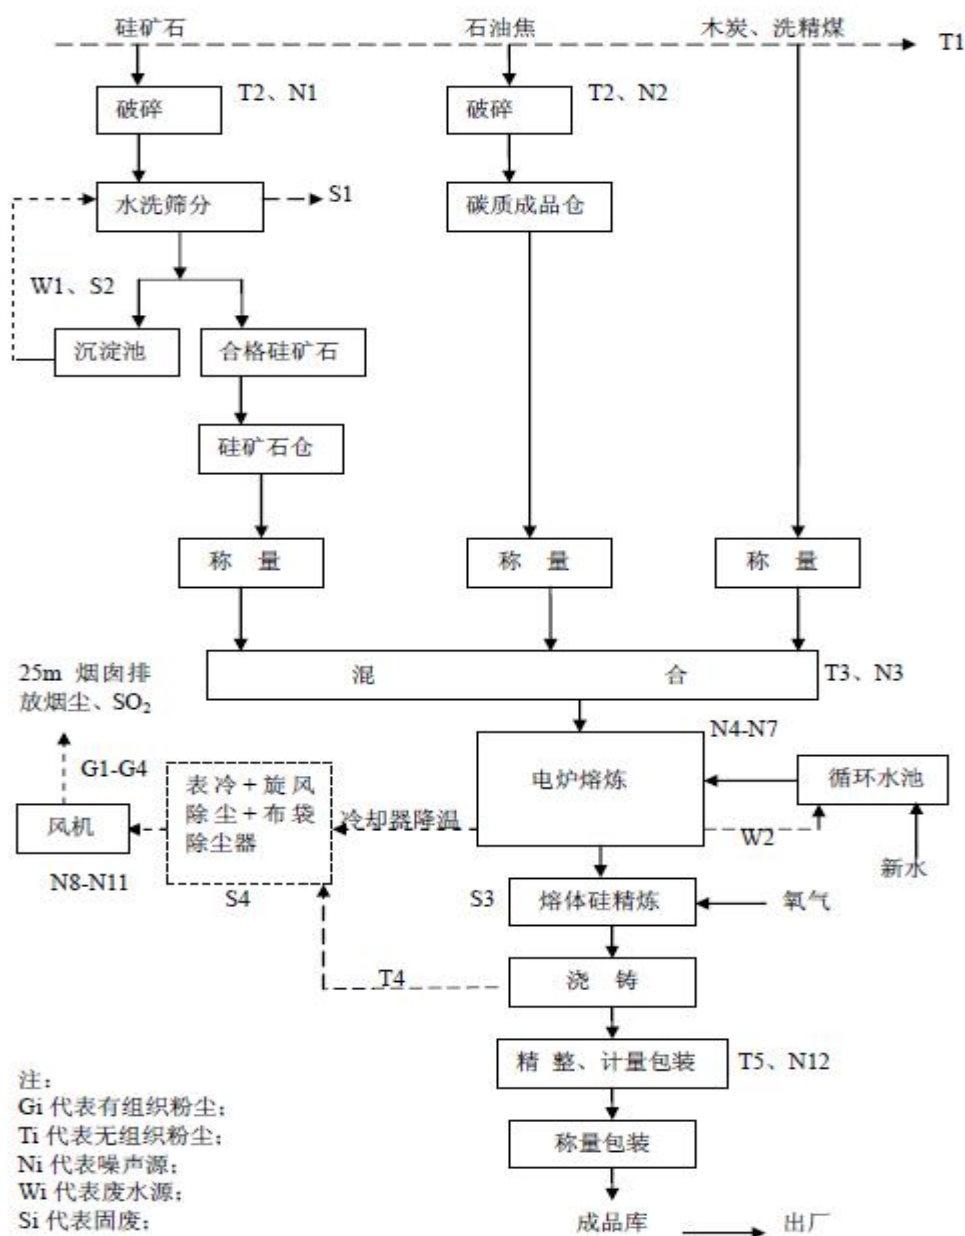 硅矿石
石油焦
木炭、洗精煤
T1
破碎
T2、N1
破碎
T2、N2
水洗筛分
S1
碳质成品仓
W1、S2
沉淀池
合格硅矿石
硅矿石仓
称 量
称 量
称 量
混 合
T3、N3
25m 烟囱排
放烟尘、SO2
G1-G4
风机
N8-N11
表冷+旋风
除尘+布袋
除尘器
S4
冷却器降温
电炉熔炼
N4-N7
循环水池
W2
新水
S3
熔体硅精炼
氧气
T4
浇 铸
精 整、计量包装
T5、N12
称量包装
成品库
出厂
注：
Gi 代表有组织粉尘；
Ti 代表无组织粉尘；
Ni 代表噪声源；
Wi 代表废水源；
Si 代表固废；